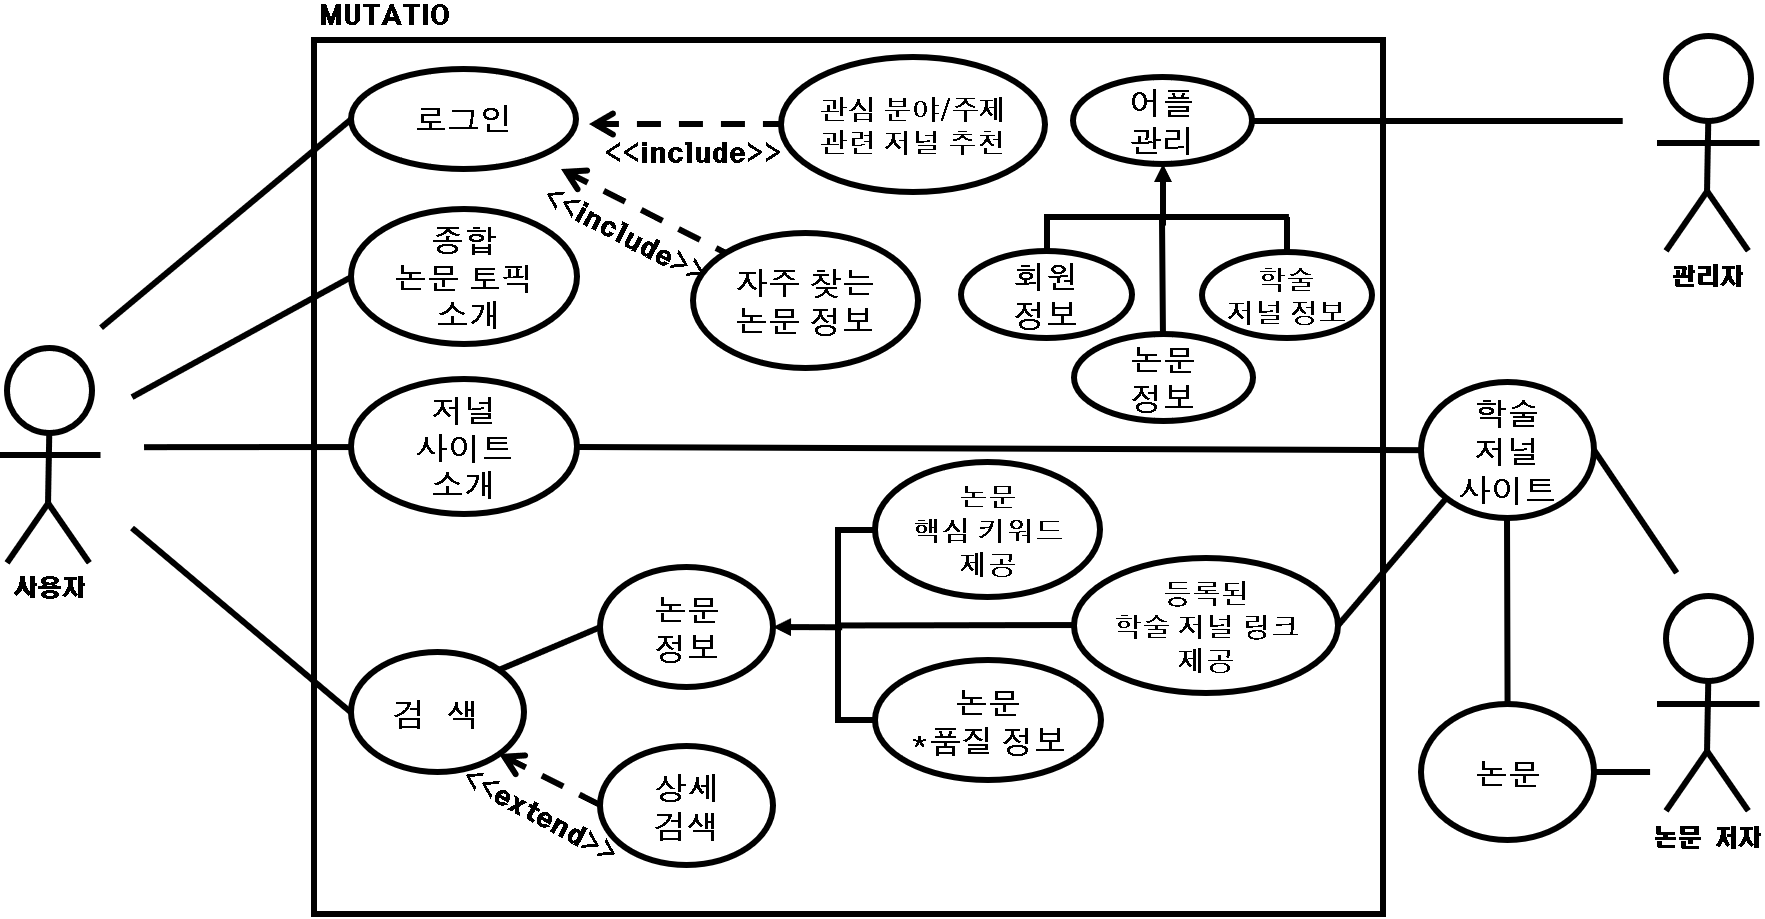 MUTATIO
로그인
<<include>>
관심 분야/주제
관련 저널 추천
어플
관리
관리자
<<include>>
종합
논문 토픽
소개
자주 찾는
논문 정보
회원
정보
학술
저널 정보
논문
정보
사용자
저널
사이트
소개
학술
저널
사이트
논문
핵심 키워드
제공
논문
정보
등록된
학술 저널 링크
제공
검 색
논문
*품질 정보
<<extend>>
상세
검색
논문
논문 저자